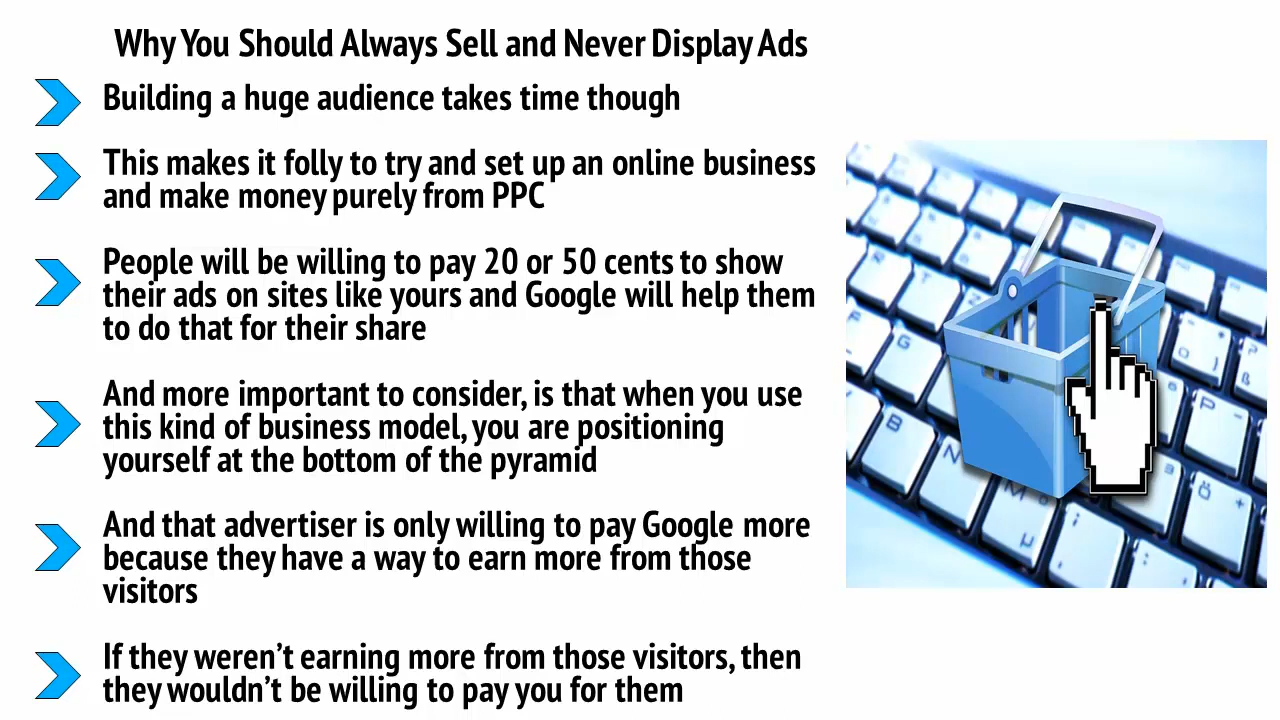 Why You Should Always Sell and Never Display Ads
Building a huge audience takes time though
This makes it folly to try and set up an online business
and make money purely from PPC
People will be willing to pay 20 or 50 cents to show
their ads on sites like yours and Google will help them
to do that for their share
And more important to consider, is that when you use
this kind of business model, you are positioning
yourself at the bottom of the pyramid
And that advertiser is only willing to pay Google more
because they have a way to earn more from those
visitors
If they weren't earning more from those visitors, then
they wouldn't be willing to pay you for them